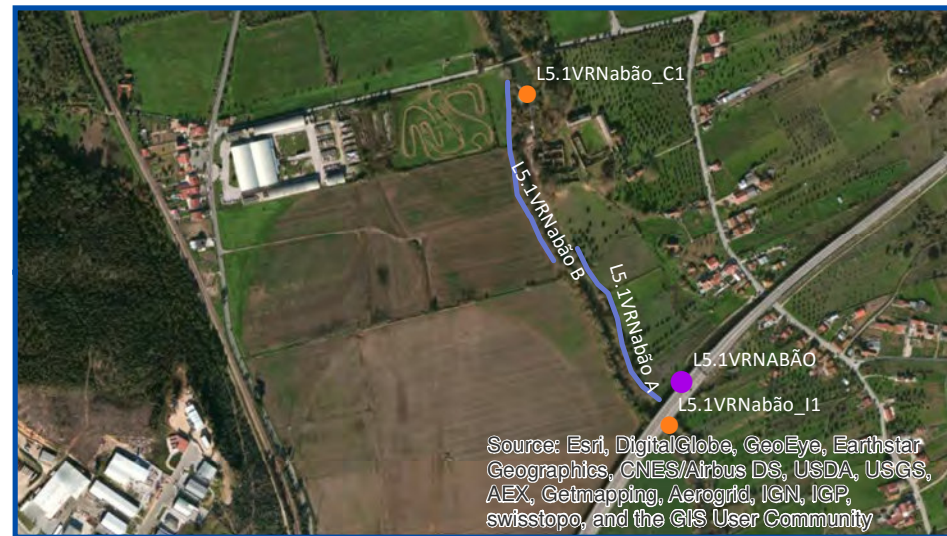 L5.1VRNabão_C1
L5.1VRNabão B
L5.1VRNabão A
L5.1VRNABÃO
L5.1VRNabão_I1
Source: Esri, DigitalGlobe, GeoEye, Earthstar
Geographics, CNES/Airbus DS, USDA, USGS,
AEX, Getmapping, Aerogrid, IGN, IGP,
swisstopo, and the GIS User Community